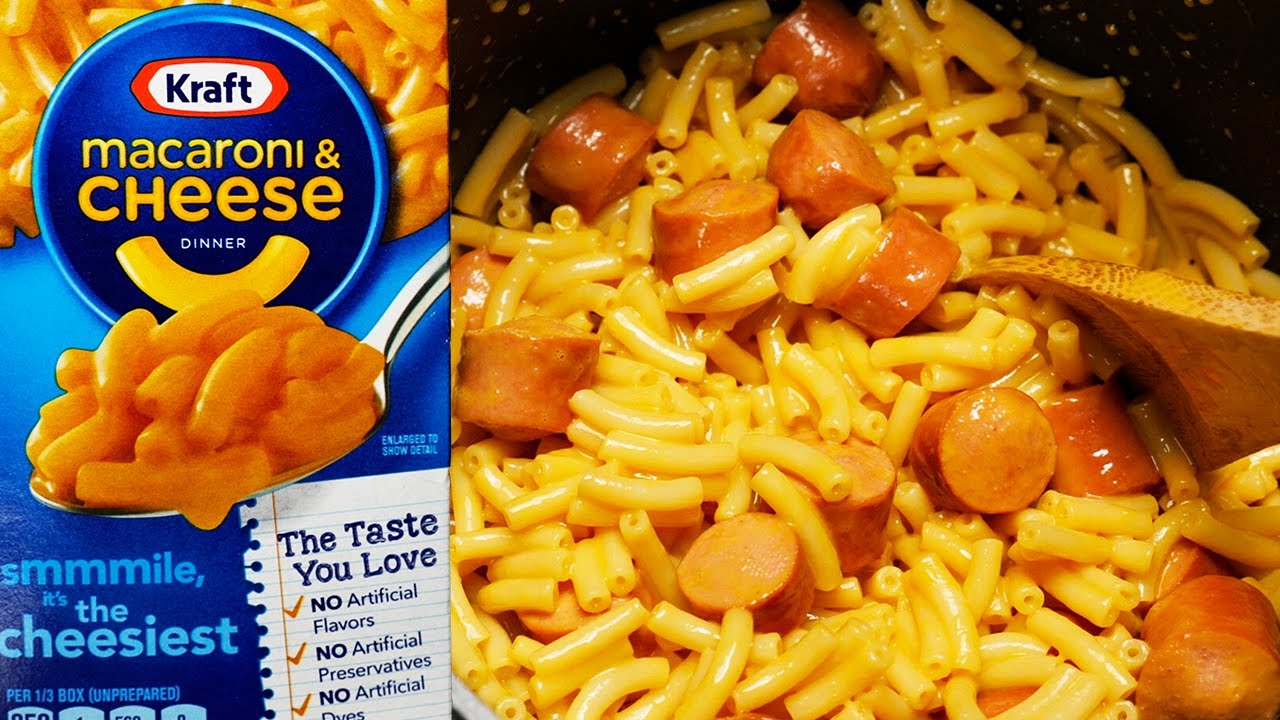 Kraft
macaroni &
CHeese
DINNER
ENLARGED TO
SHOW DETAIL
The Taste
You Love
NO Artificial
Flavors
NO Artificial
Preservatives
NO Artificial
Dyes
smmmile,
it's the
cheesiest
PER 1/3 BOX (UNPREPARED)